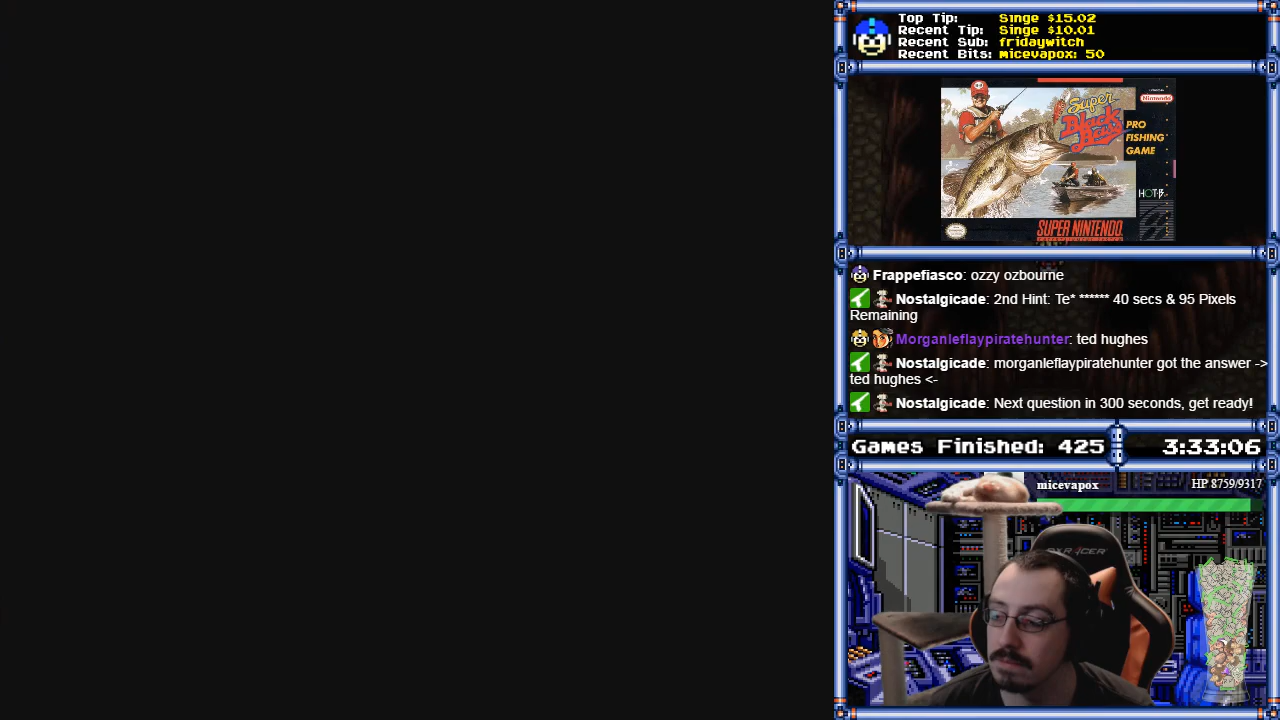 Top Tip: Singe $15.02
Recent Tip: Singe $10.01
Recent Sub: fridaywitch
Recent Bits: micevapox: 50
Super
Black
Bass
Nintendo
PRO
FISHING
GAME
HOT·B
SUPER NINTENDO
ENTERTAINMENT SYSTEM
Frappefiasco: ozzy ozbourne
Nostalgicade: 2nd Hint: Te* ****** 40 secs & 95 Pixels
Remaining
Morganleflaypiratehunter: ted hughes
Nostalgicade: morganleflaypiratehunter got the answer ->
ted hughes <-
Nostalgicade: Next question in 300 seconds, get ready!
Games Finished: 425
3:33:06
micevapox
HP 8759/9317